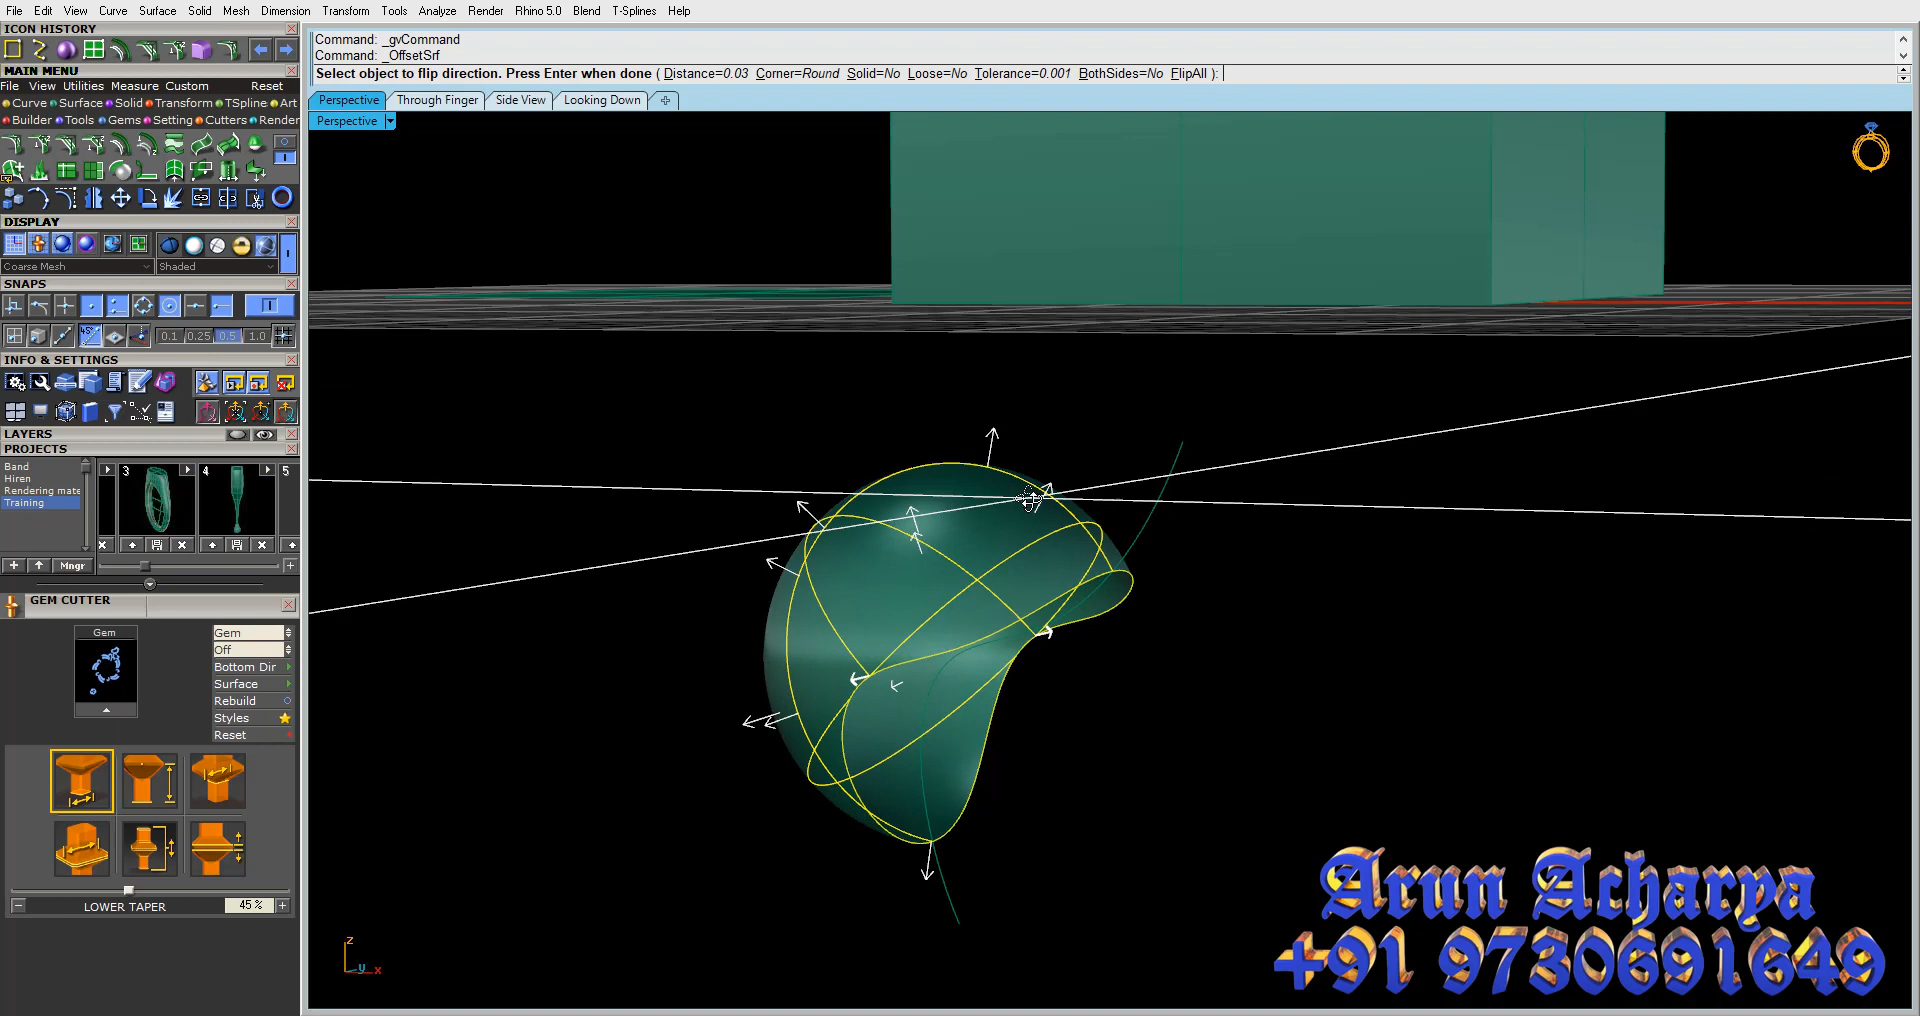 File Edit View Curve Surface Solid Mesh Dimension Transform Tools Analyze Render Rhino 5.0 Blend T-Splines Help
ICON HISTORY
Command: _gvCommand
Command: _OffsetSrf
Select object to flip direction. Press Enter when done ( Distance=0.03 Corner=Round Solid=No Loose=No Tolerance=0.001 BothSides=No FlipAll ):
MAIN MENU
File View Utilities Measure Custom Reset
Curve Surface Solid Transform TSpline Art
Builder Tools Gems Setting Cutters Render
Perspective Through Finger Side View Looking Down
Perspective
DISPLAY
Coarse Mesh Shaded
SNAPS
45° 0.1 0.25 0.5 1.0
INFO & SETTINGS
LAYERS
PROJECTS
Band
Hiren
Rendering mate
Training
3 4 5
+ Mngr +
GEM CUTTER
Gem
Gem
Off
Bottom Dir
Surface
Rebuild
Styles
Reset
LOWER TAPER 45 %
z
y x
Arun Acharya
+91 9730691649